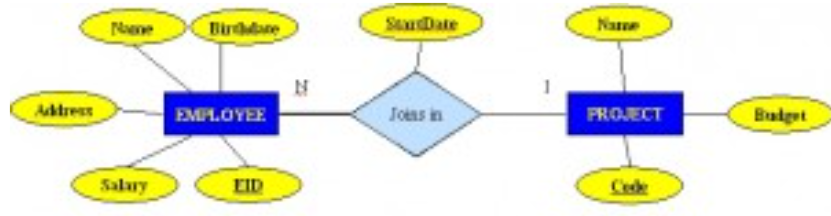 Name
Birthdate
StartDate
Name
N
1
Address
EMPLOYEE
Joins in
PROJECT
Budget
Salary
EID
Code